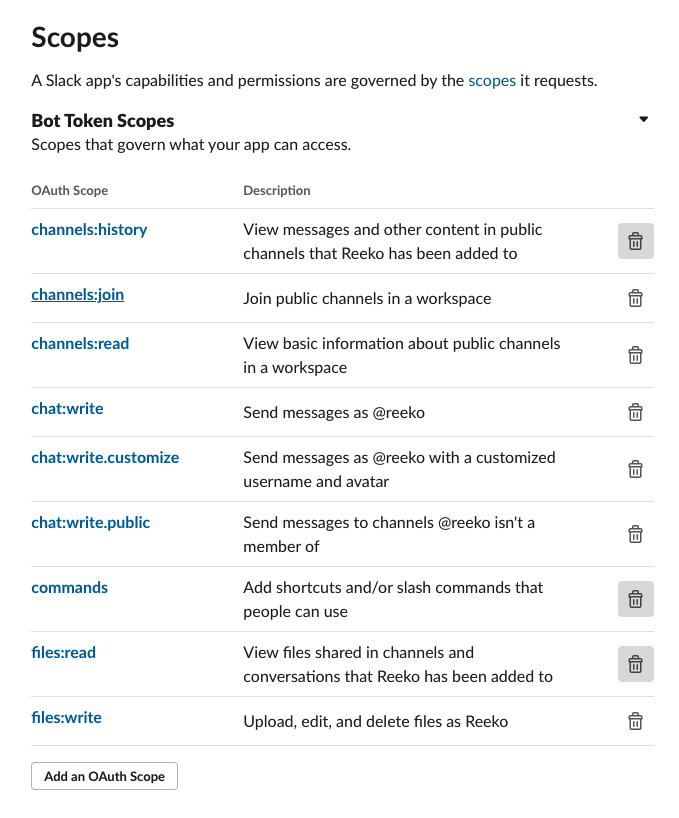 Scopes
A Slack app's capabilities and permissions are governed by the scopes it requests.
Bot Token Scopes
Scopes that govern what your app can access.
OAuth Scope Description
channels:history View messages and other content in public
channels that Reeko has been added to
channels:join Join public channels in a workspace
channels:read View basic information about public channels
in a workspace
chat:write Send messages as @reeko
chat:write.customize Send messages as @reeko with a customized
username and avatar
chat:write.public Send messages to channels @reeko isn't a
member of
commands Add shortcuts and/or slash commands that
people can use
files:read View files shared in channels and
conversations that Reeko has been added to
files:write Upload, edit, and delete files as Reeko
Add an OAuth Scope